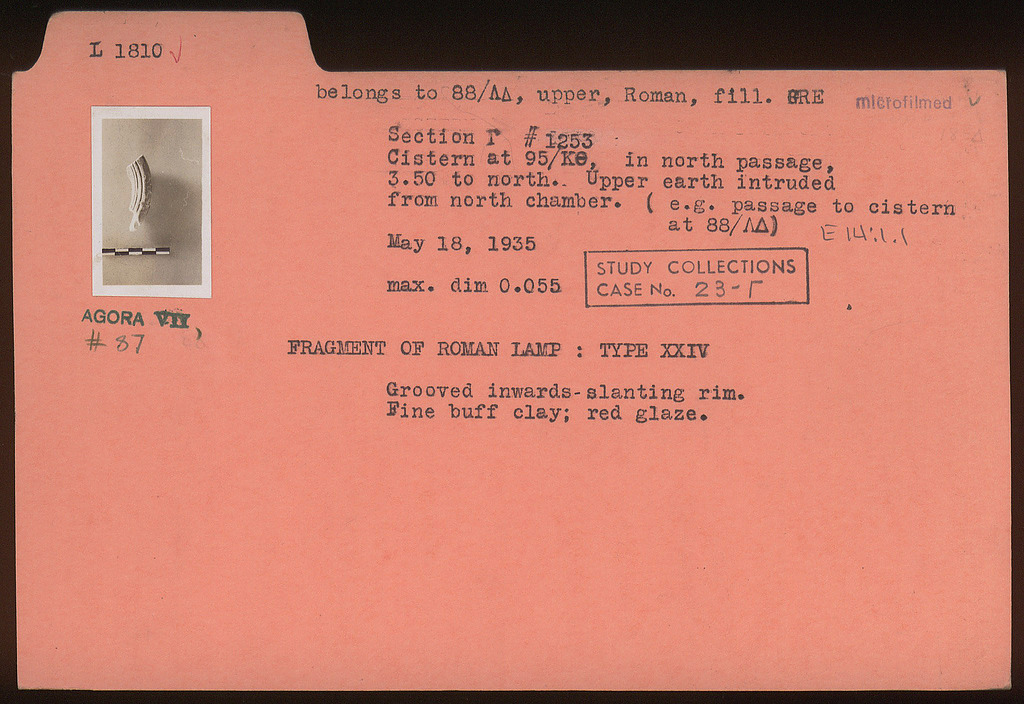 L 1810 ✓
belongs to 88/ΛΔ, upper, Roman, fill. GRE
microfilmed ✓
Section Γ # 1253
Cistern at 95/ΚΘ, in north passage,
3.50 to north.. Upper earth intruded
from north chamber. ( e.g. passage to cistern
at 88/ΛΔ)
E 14:1.1
May 18, 1935
max. dim 0.055
STUDY COLLECTIONS
CASE No. 23-Γ
AGORA VII,
# 87
FRAGMENT OF ROMAN LAMP : TYPE XXIV
Grooved inwards-slanting rim.
Fine buff clay; red glaze.